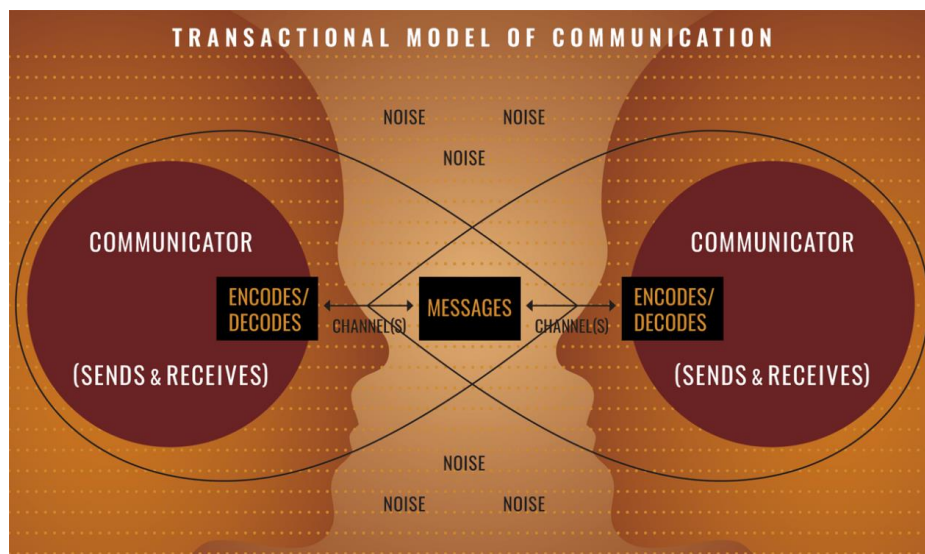 TRANSACTIONAL MODEL OF COMMUNICATION
NOISE NOISE
NOISE
COMMUNICATOR
ENCODES/
DECODES
(SENDS & RECEIVES)
CHANNEL(S)
MESSAGES
CHANNEL(S)
COMMUNICATOR
ENCODES/
DECODES
(SENDS & RECEIVES)
NOISE
NOISE NOISE